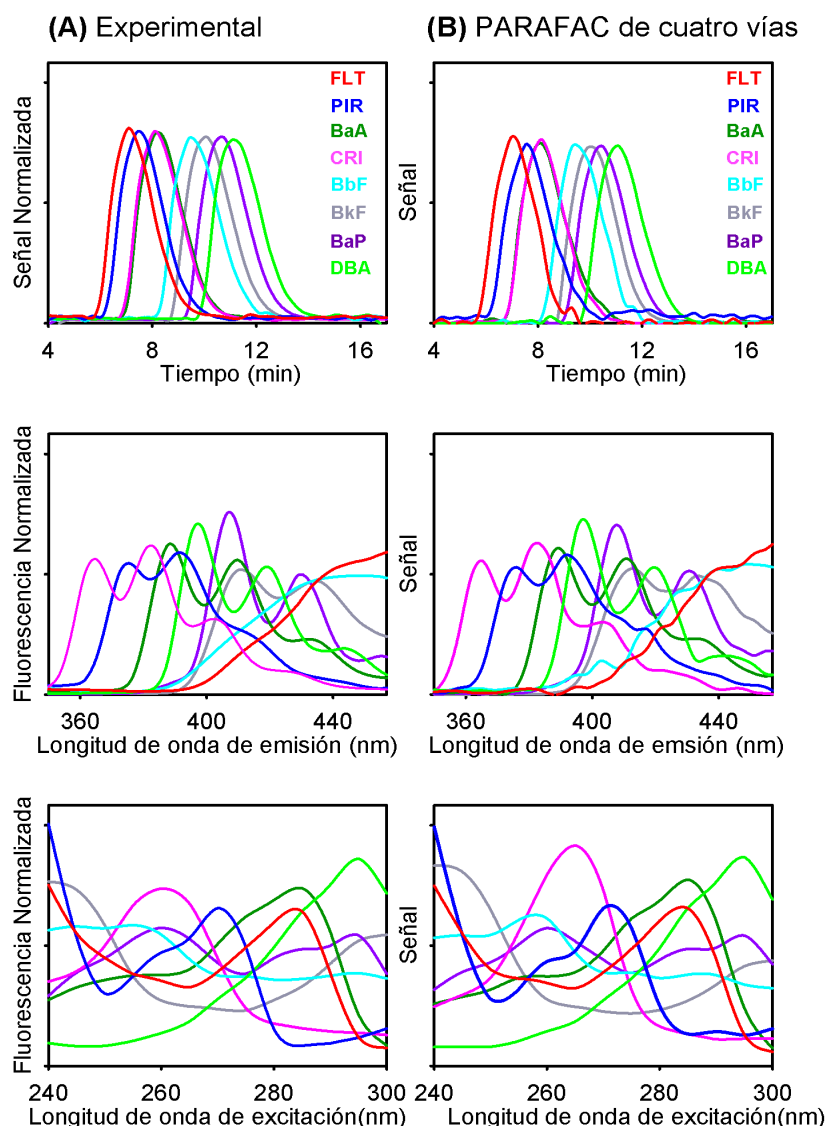 (A) Experimental
(B) PARAFAC de cuatro vías
Señal Normalizada
FLT
PIR
BaA
CRI
BbF
BkF
BaP
DBA
4 8 12 16
Tiempo (min)
Señal
FLT
PIR
BaA
CRI
BbF
BkF
BaP
DBA
4 8 12 16
Tiempo (min)
Fluorescencia Normalizada
360 400 440
Longitud de onda de emisión (nm)
Señal
360 400 440
Longitud de onda de emsión (nm)
Fluorescencia Normalizada
240 260 280 300
Longitud de onda de excitación(nm)
Señal
240 260 280 300
Longitud de onda de excitación(nm)